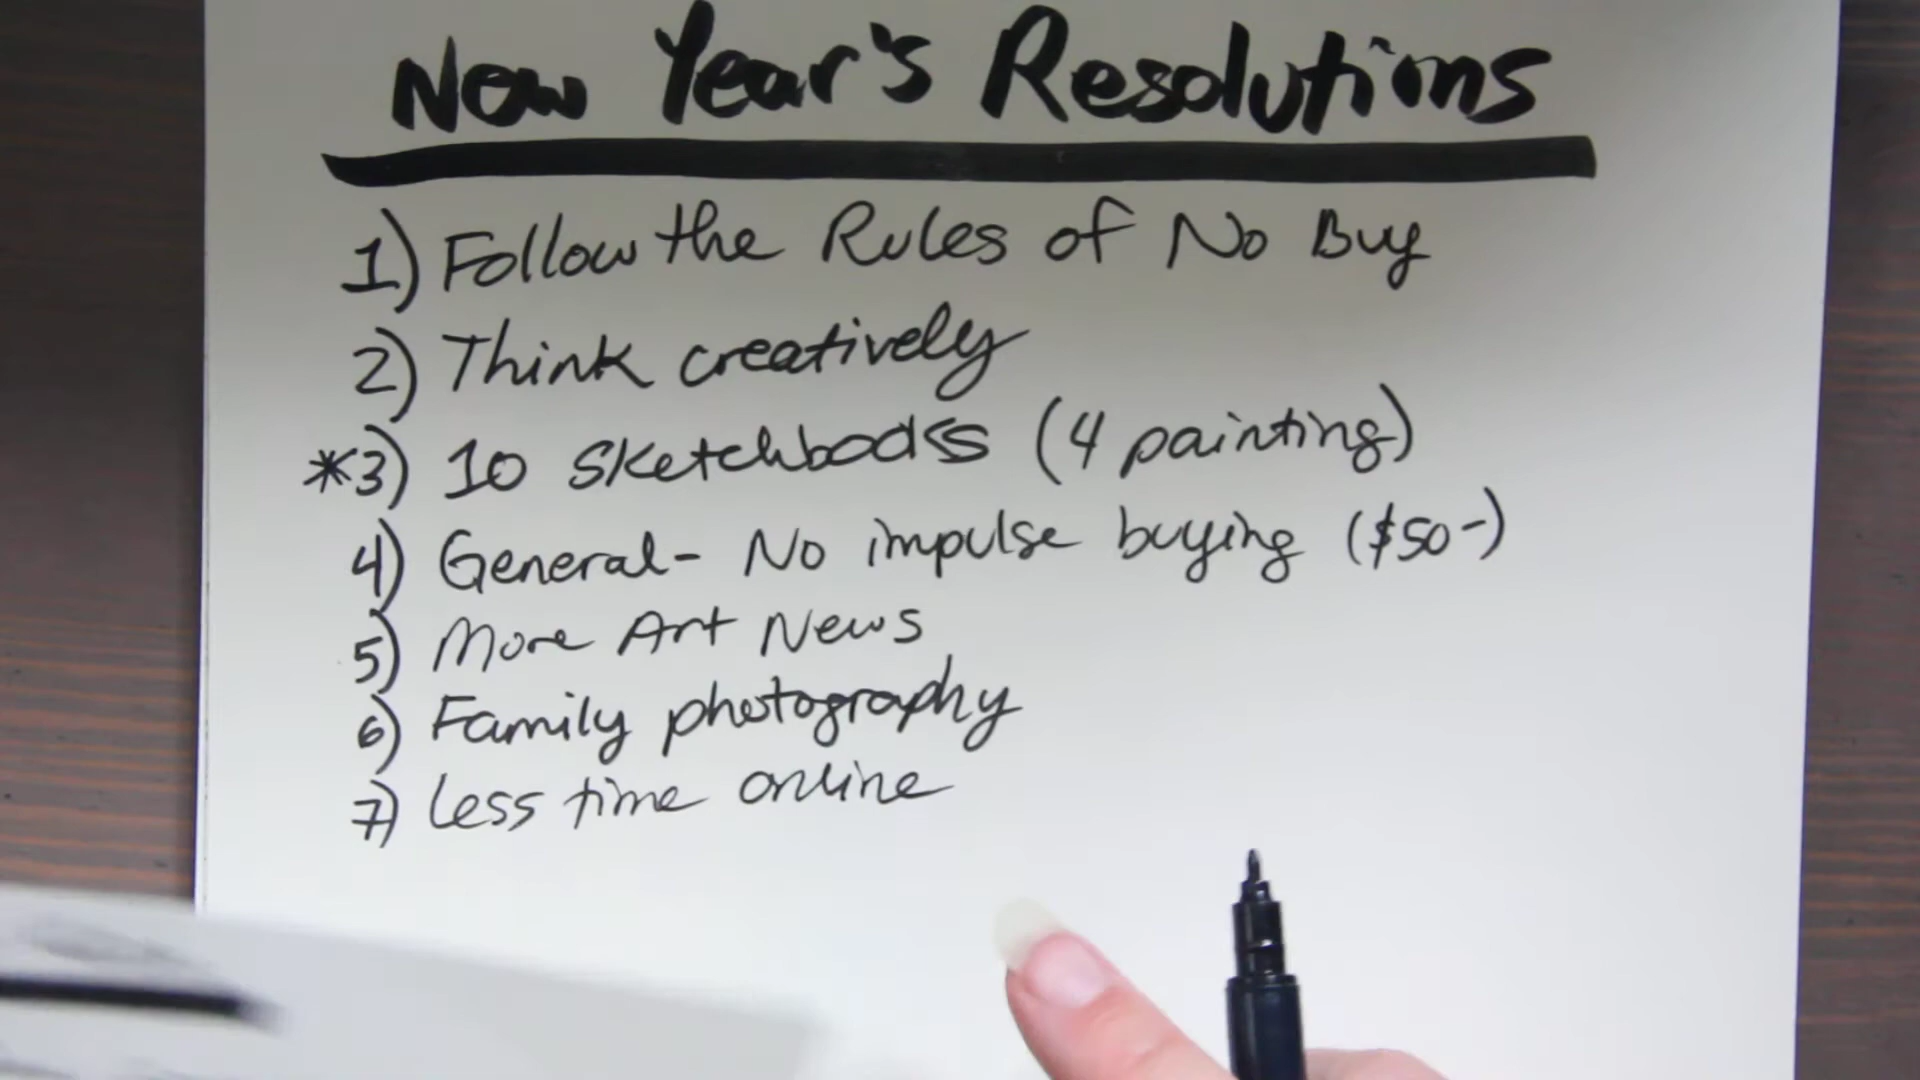 New Year's Resolutions
1) Follow the Rules of No Buy
2) Think creatively
*3) 10 Sketchbooks (4 painting)
4) General - No impulse buying ($50-)
5) More Art News
6) Family photography
7) Less time online